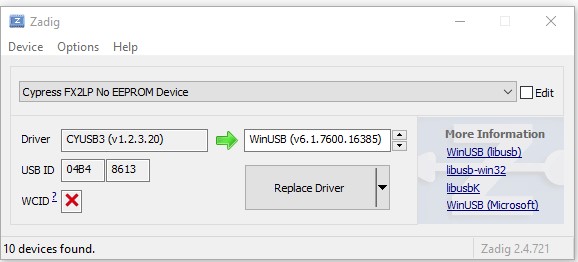 Zadig
Device Options Help
Cypress FX2LP No EEPROM Device Edit
Driver CYUSB3 (v1.2.3.20) WinUSB (v6.1.7600.16385)
USB ID 04B4 8613
WCID ?
Replace Driver
More Information
WinUSB (libusb)
libusb-win32
libusbK
WinUSB (Microsoft)
10 devices found. Zadig 2.4.721